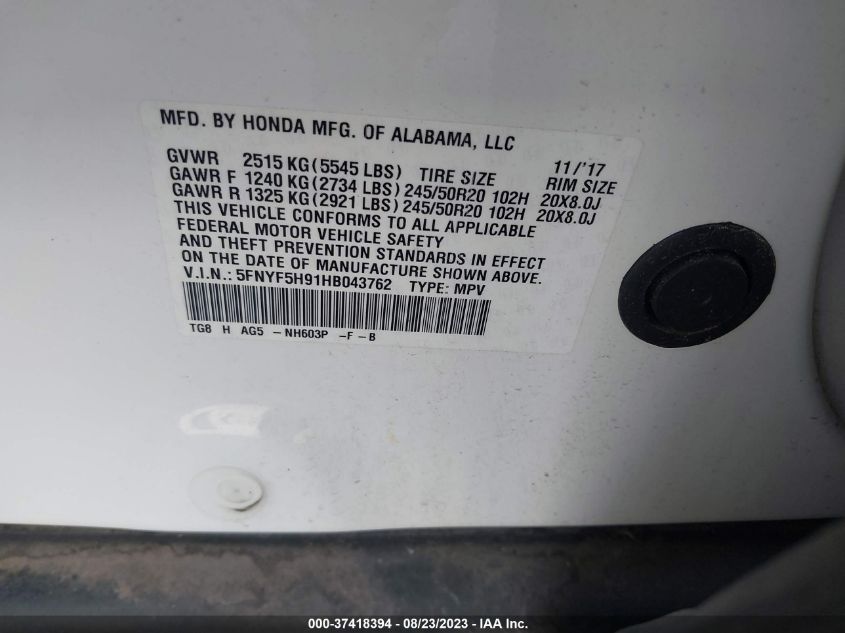 MFD. BY HONDA MFG. OF ALABAMA, LLC
GVWR 2515 KG(5545 LBS) TIRE SIZE 11/'17 RIM SIZE
GAWR F 1240 KG(2734 LBS) 245/50R20 102H 20X8.0J
GAWR R 1325 KG(2921 LBS) 245/50R20 102H 20X8.0J
THIS VEHICLE CONFORMS TO ALL APPLICABLE
FEDERAL MOTOR VEHICLE SAFETY
AND THEFT PREVENTION STANDARDS IN EFFECT
ON THE DATE OF MANUFACTURE SHOWN ABOVE.
V.I.N.: 5FNYF5H91HB043762 TYPE: MPV
TG8 H AG5 - NH603P -F-B
000-37418394 - 08/23/2023 - IAA Inc.